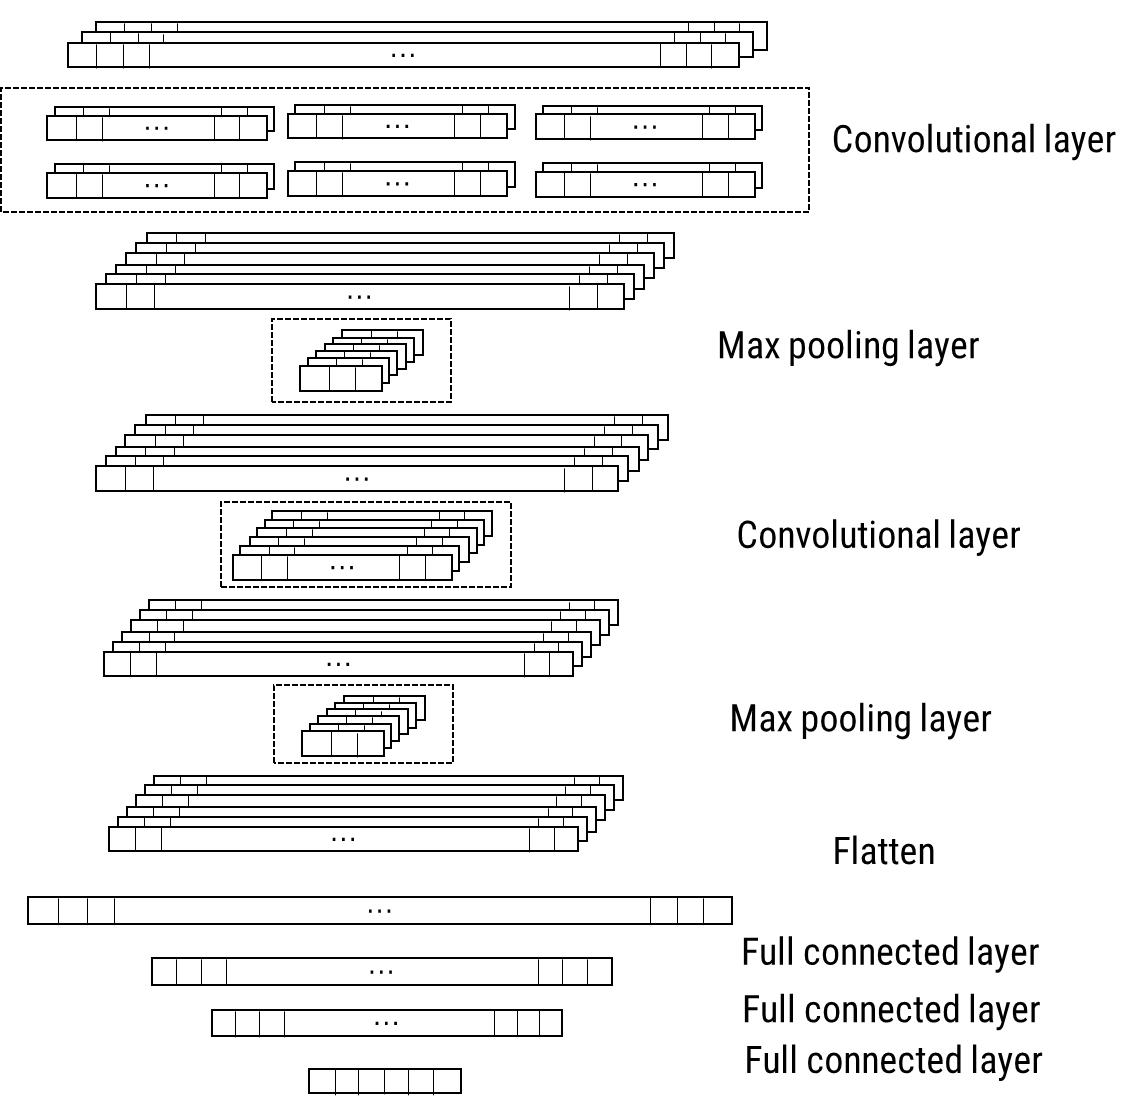 ...
Convolutional layer
... ... ...
... ... ...
...
Max pooling layer
...
Convolutional layer
...
...
Max pooling layer
...
Flatten
...
Full connected layer
...
Full connected layer
...
Full connected layer